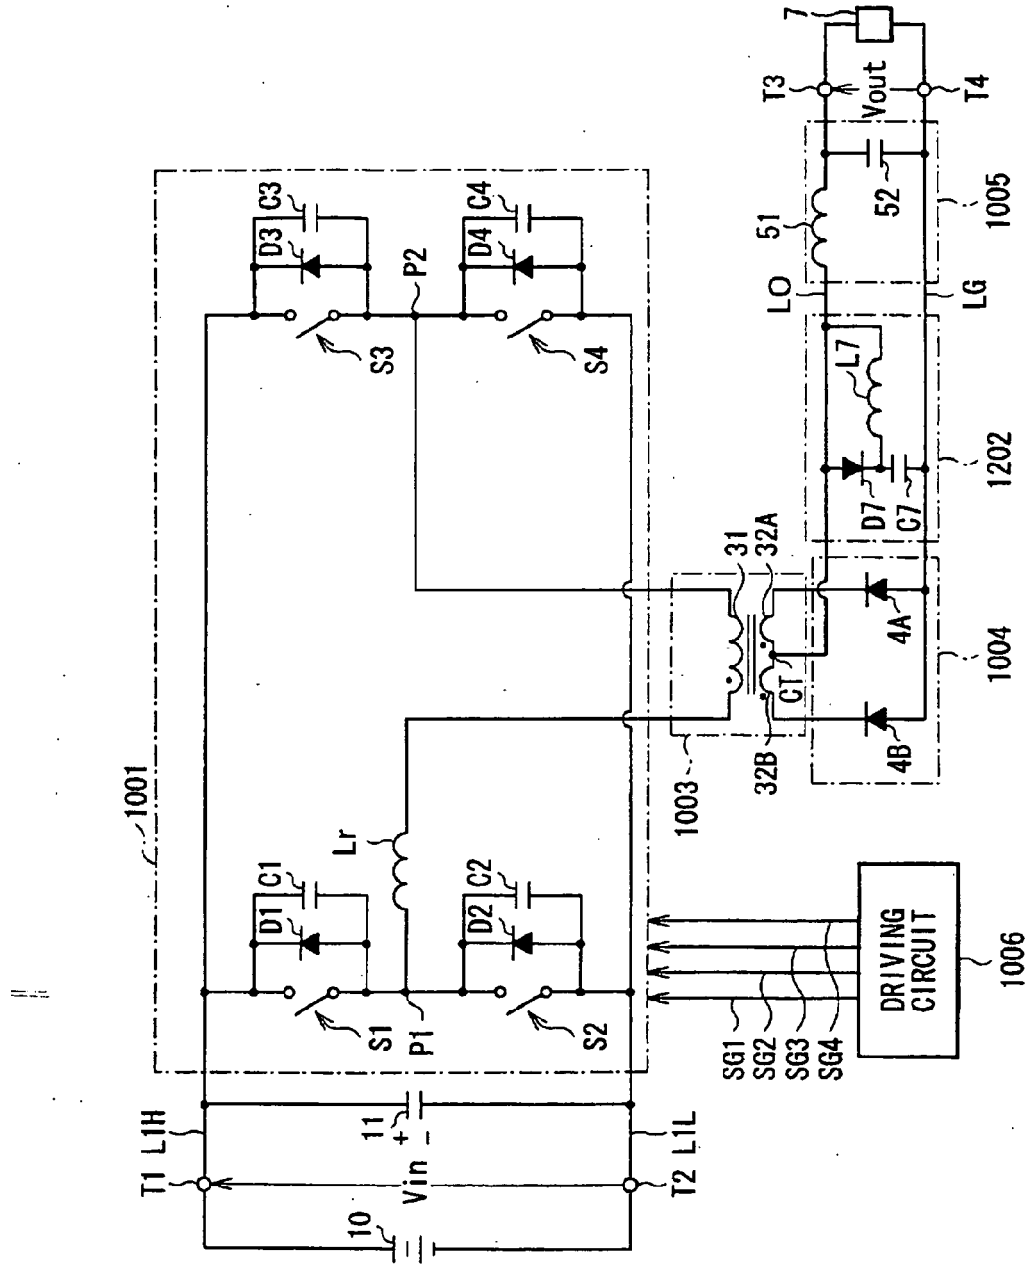 1001
T1
L1H
10
Vin
11
+
-
T2
L1L
S1
D1
C1
P1
Lr
S2
D2
C2
S3
D3
C3
P2
S4
D4
C4
1003
31
32A
32B
CT
4A
4B
1004
D7
C7
L7
1202
LO
LG
51
52
1005
T3
Vout
T4
7
SG1
SG2
SG3
SG4
DRIVING
CIRCUIT
1006